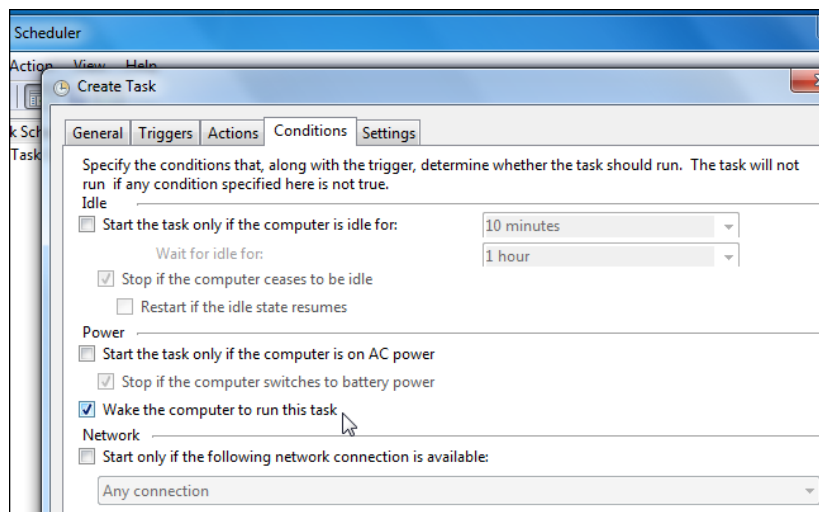 Scheduler
Action View Help
Create Task
k Sch
Task
General Triggers Actions Conditions Settings
Specify the conditions that, along with the trigger, determine whether the task should run. The task will not
run if any condition specified here is not true.
Idle
Start the task only if the computer is idle for: 10 minutes
Wait for idle for: 1 hour
Stop if the computer ceases to be idle
Restart if the idle state resumes
Power
Start the task only if the computer is on AC power
Stop if the computer switches to battery power
Wake the computer to run this task
Network
Start only if the following network connection is available:
Any connection